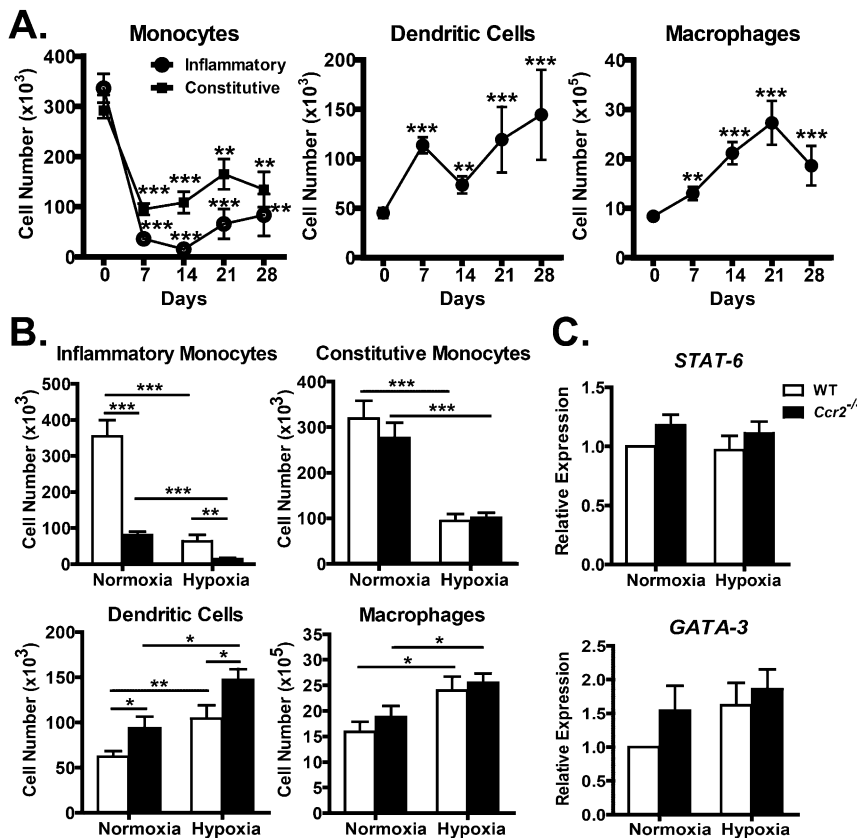 A.
Monocytes
Inflammatory
Constitutive
Cell Number (x10³)
400
300
200
100
0
*** *** ** **
*** *** *** **
0 7 14 21 28
Days
Dendritic Cells
Cell Number (x10³)
200
150
100
50
0
*** ** *** ***
0 7 14 21 28
Days
Macrophages
Cell Number (x10⁵)
40
30
20
10
0
** *** *** ***
0 7 14 21 28
Days
B.
Inflammatory Monocytes
Cell Number (x10³)
500
400
300
200
100
0
***
***
***
**
Normoxia Hypoxia
Constitutive Monocytes
Cell Number (x10³)
400
300
200
100
0
***
***
Normoxia Hypoxia
Dendritic Cells
Cell Number (x10³)
200
150
100
50
0
*
*
**
*
Normoxia Hypoxia
Macrophages
Cell Number (x10⁵)
35
30
25
20
15
10
5
0
*
*
Normoxia Hypoxia
C.
STAT-6
WT
Ccr2⁻/⁻
Relative Expression
1.5
1.0
0.5
0.0
Normoxia Hypoxia
GATA-3
Relative Expression
2.5
2.0
1.5
1.0
0.5
0.0
Normoxia Hypoxia